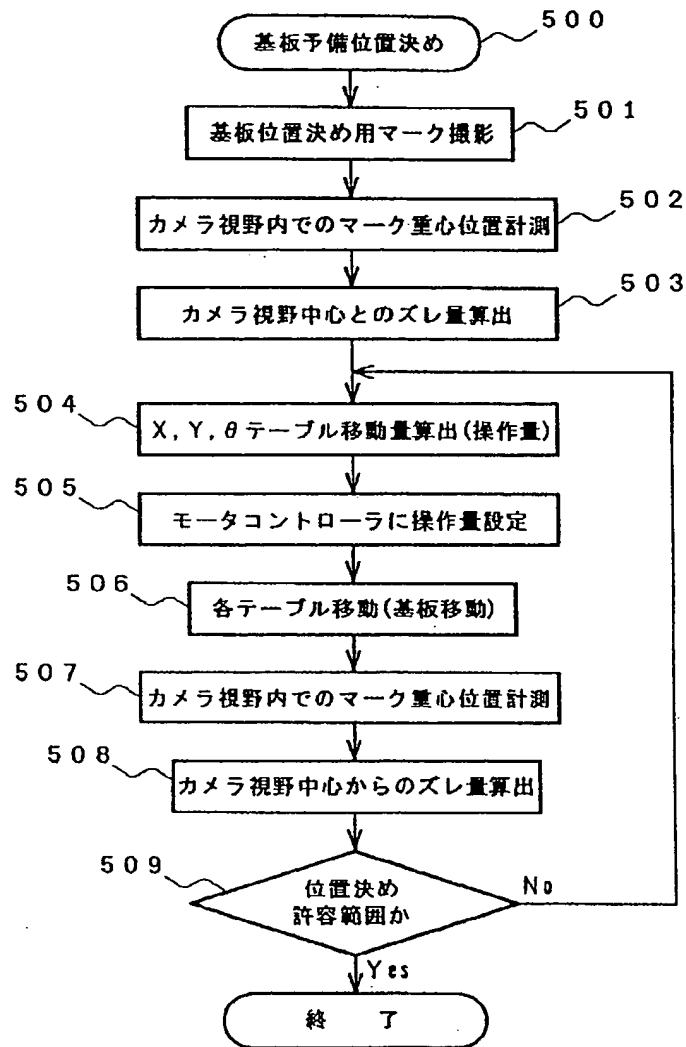 ５００
基板予備位置決め
５０１
基板位置決め用マーク撮影
５０２
カメラ視野内でのマーク重心位置計測
５０３
カメラ視野中心とのズレ量算出
５０４
X, Y, θテーブル移動量算出(操作量)
５０５
モータコントローラに操作量設定
５０６
各テーブル移動(基板移動)
５０７
カメラ視野内でのマーク重心位置計測
５０８
カメラ視野中心からのズレ量算出
５０９
位置決め
許容範囲か
No
Yes
終 了